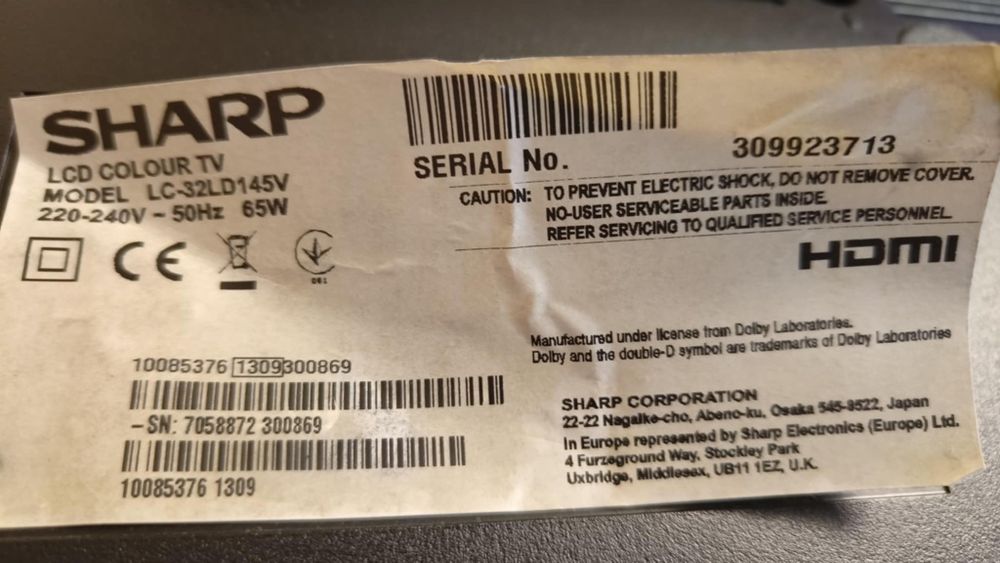 SHARP
LCD COLOUR TV
MODEL LC-32LD145V
220-240V ~ 50Hz 65W
CE
061
SERIAL No. 309923713
CAUTION: TO PREVENT ELECTRIC SHOCK, DO NOT REMOVE COVER.
NO-USER SERVICEABLE PARTS INSIDE.
REFER SERVICING TO QUALIFIED SERVICE PERSONNEL.
HDMI
10085376 1309300869
-SN: 7058872 300869
10085376 1309
Manufactured under license from Dolby Laboratories.
Dolby and the double-D symbol are trademarks of Dolby Laboratories
SHARP CORPORATION
22-22 Nagaike-cho, Abeno-ku, Osaka 545-8522, Japan
In Europe represented by Sharp Electronics (Europe) Ltd.
4 Furzeground Way, Stockley Park
Uxbridge, Middlesex, UB11 1EZ, U.K.